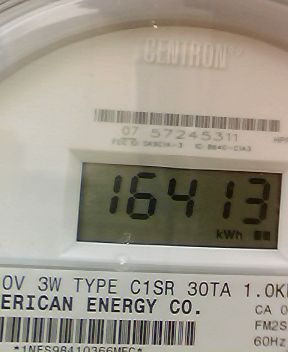 CENTRON
07 57245311
16413
kWh
0V 3W TYPE C1SR 30TA 1.0K
ERICAN ENERGY CO.
CA 0
FM2S
60Hz